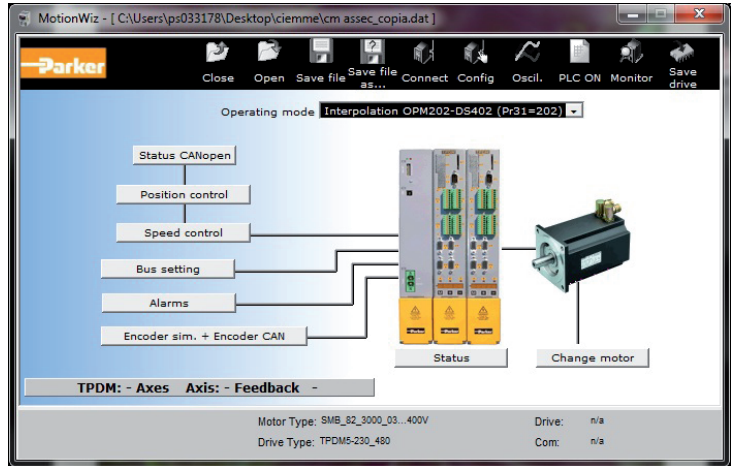 MotionWiz - [ C:\Users\ps033178\Desktop\ciemme\cm assec_copia.dat ]
Parker
Close Open Save file Save file as... Connect Config Oscil. PLC ON Monitor Save drive
Operating mode Interpolation OPM202-DS402 (Pr31=202)
Status CANopen
Position control
Speed control
Bus setting
Alarms
Encoder sim. + Encoder CAN
Status
Change motor
TPDM: - Axes Axis: - Feedback -
Motor Type: SMB_82_3000_03...400V Drive: n/a
Drive Type: TPDM5-230_480 Com: n/a